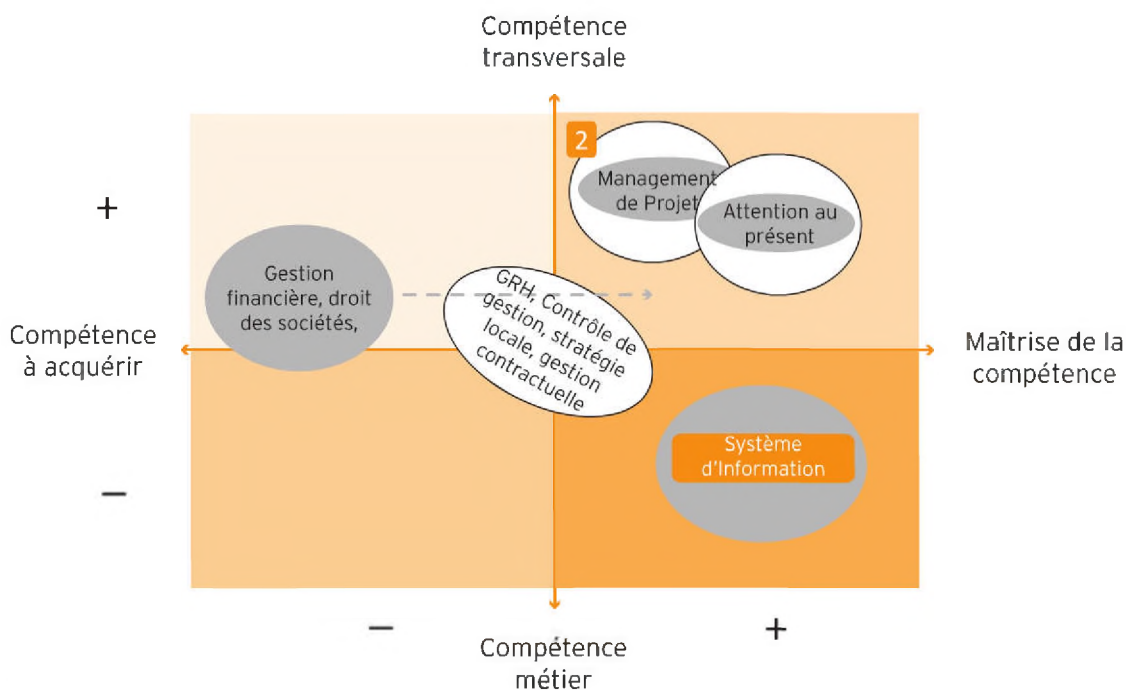 Compétence
transversale
2
Management
de Projet
Attention au
présent
+
Gestion
financière, droit
des sociétés,
GRH, Contrôle de
gestion, stratégie
locale, gestion
contractuelle
Compétence
à acquérir
Maîtrise de la
compétence
Système
d'Information
−
−
+
Compétence
métier